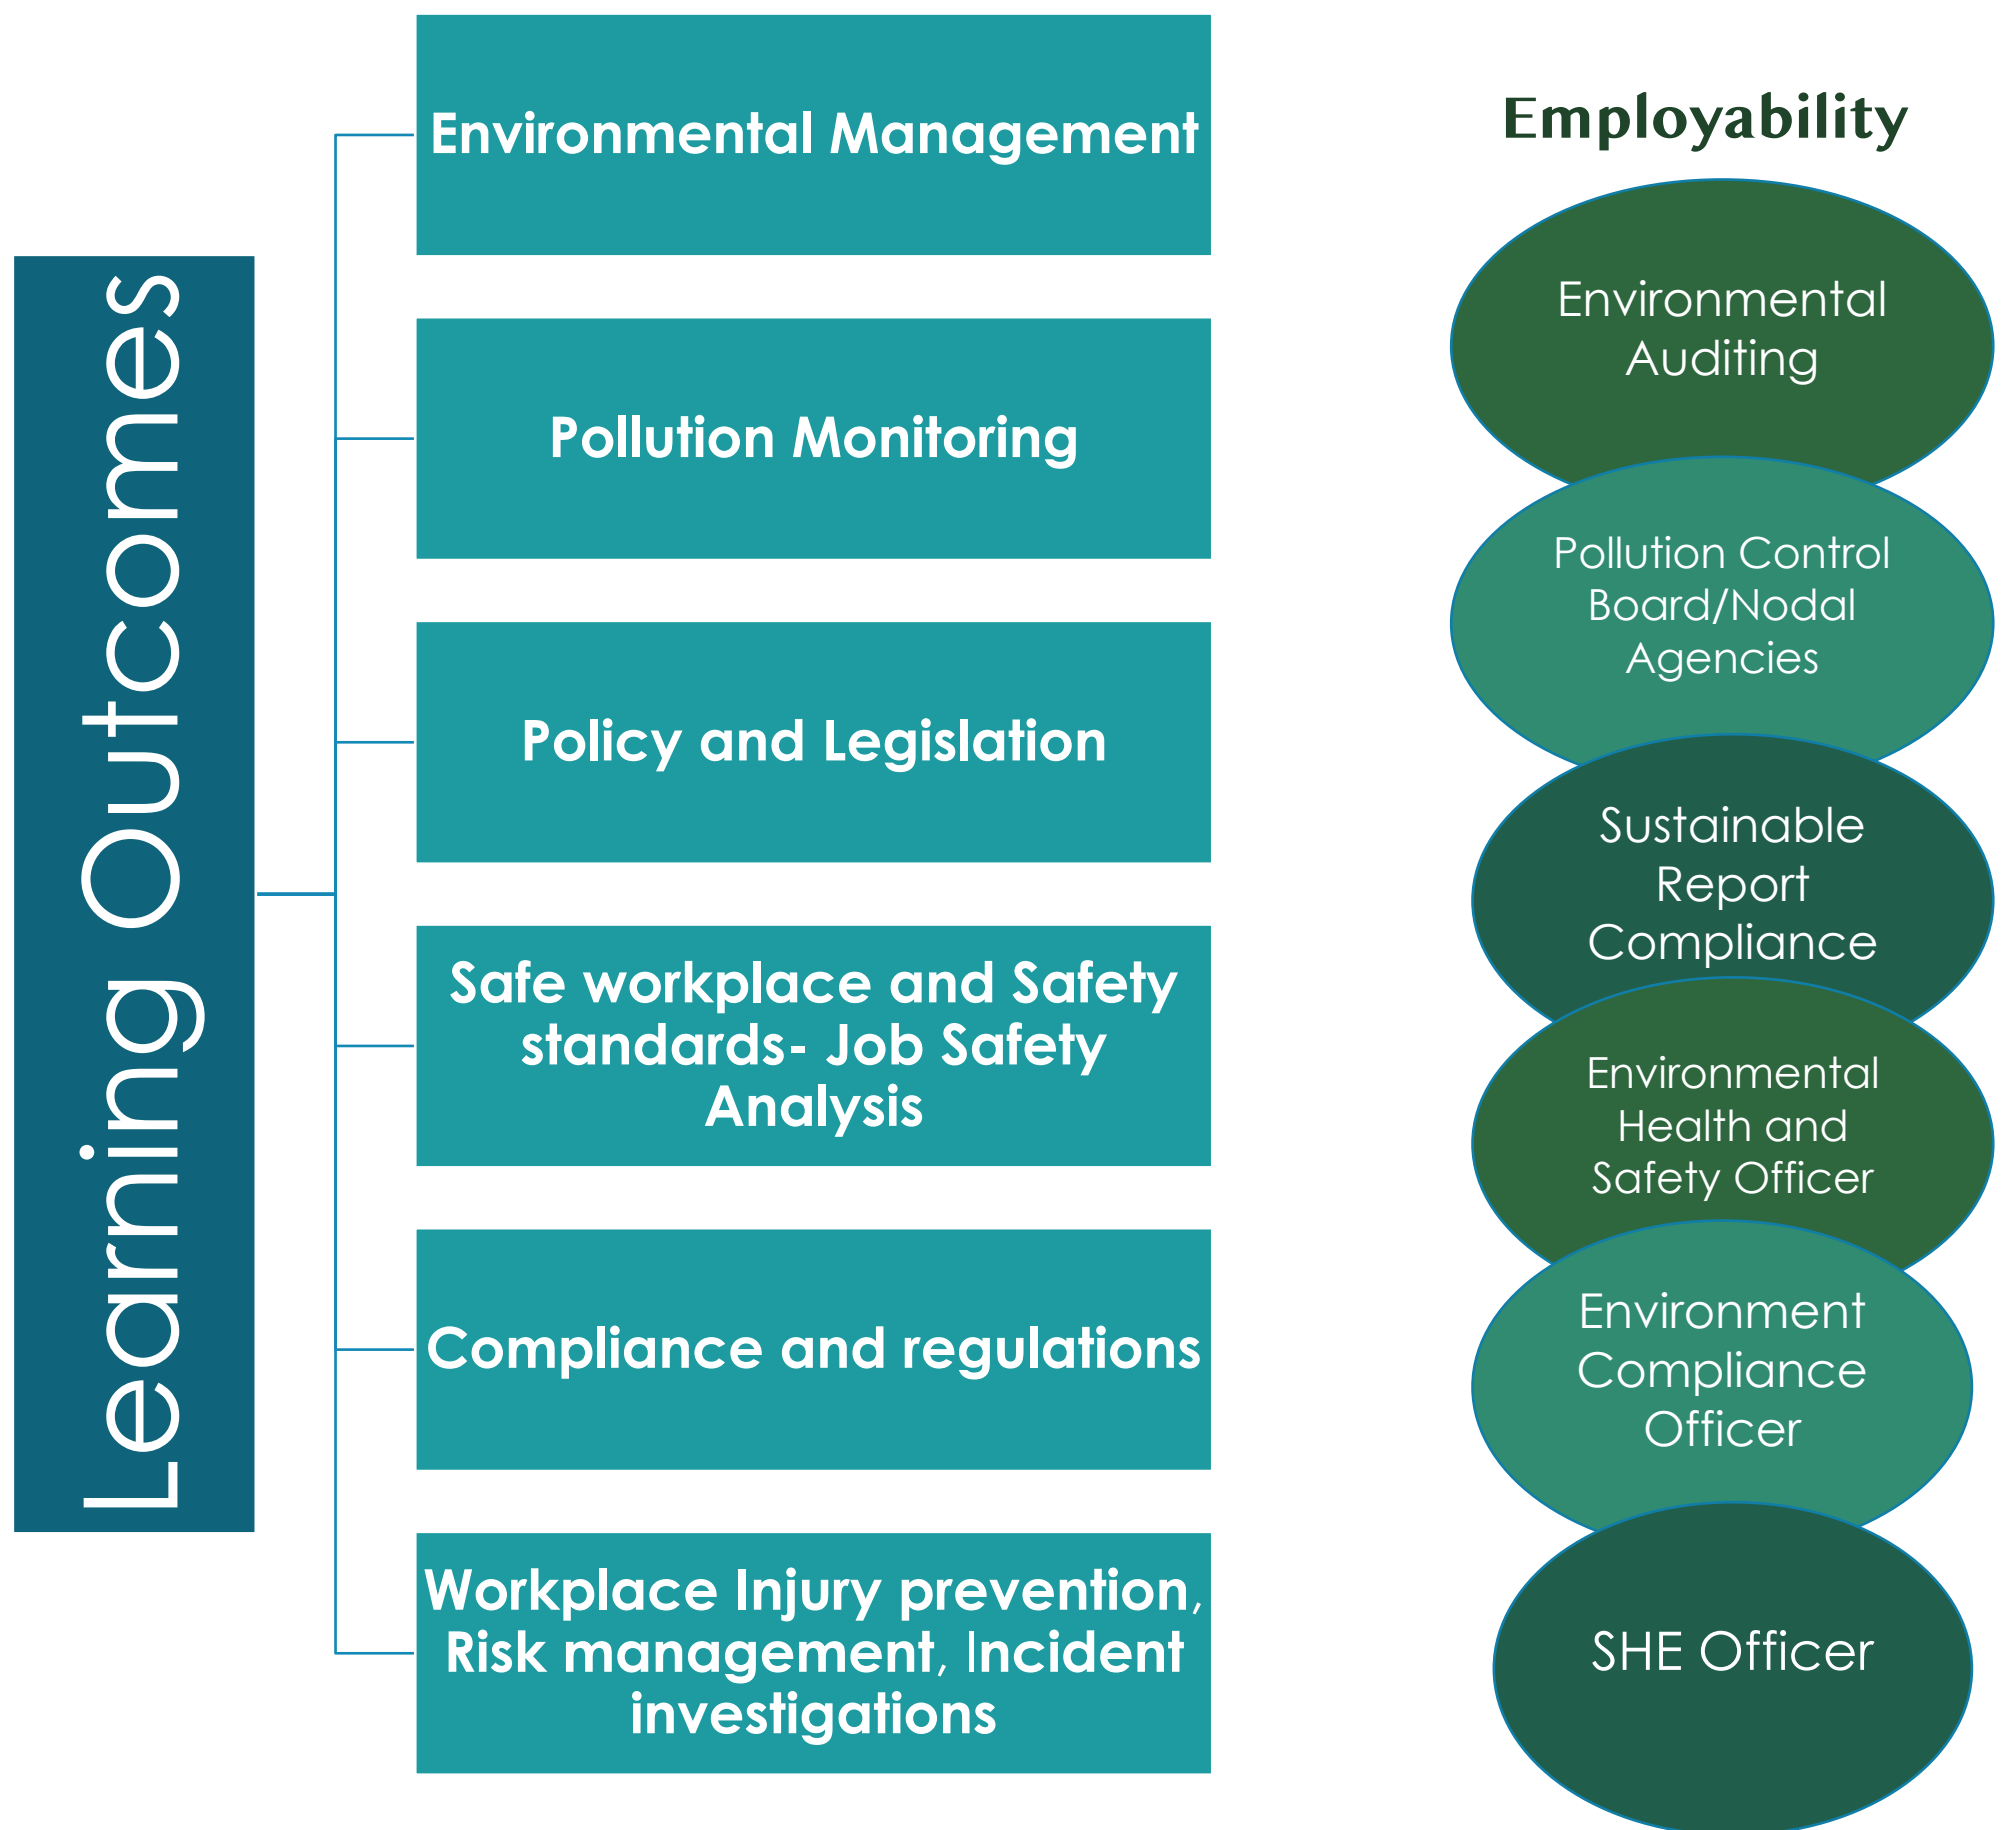 Learning Outcomes
Environmental Management
Pollution Monitoring
Policy and Legislation
Safe workplace and Safety
standards- Job Safety
Analysis
Compliance and regulations
Workplace Injury prevention,
Risk management, Incident
investigations
Employability
Environmental
Auditing
Pollution Control
Board/Nodal
Agencies
Sustainable
Report
Compliance
Environmental
Health and
Safety Officer
Environment
Compliance
Officer
SHE Officer